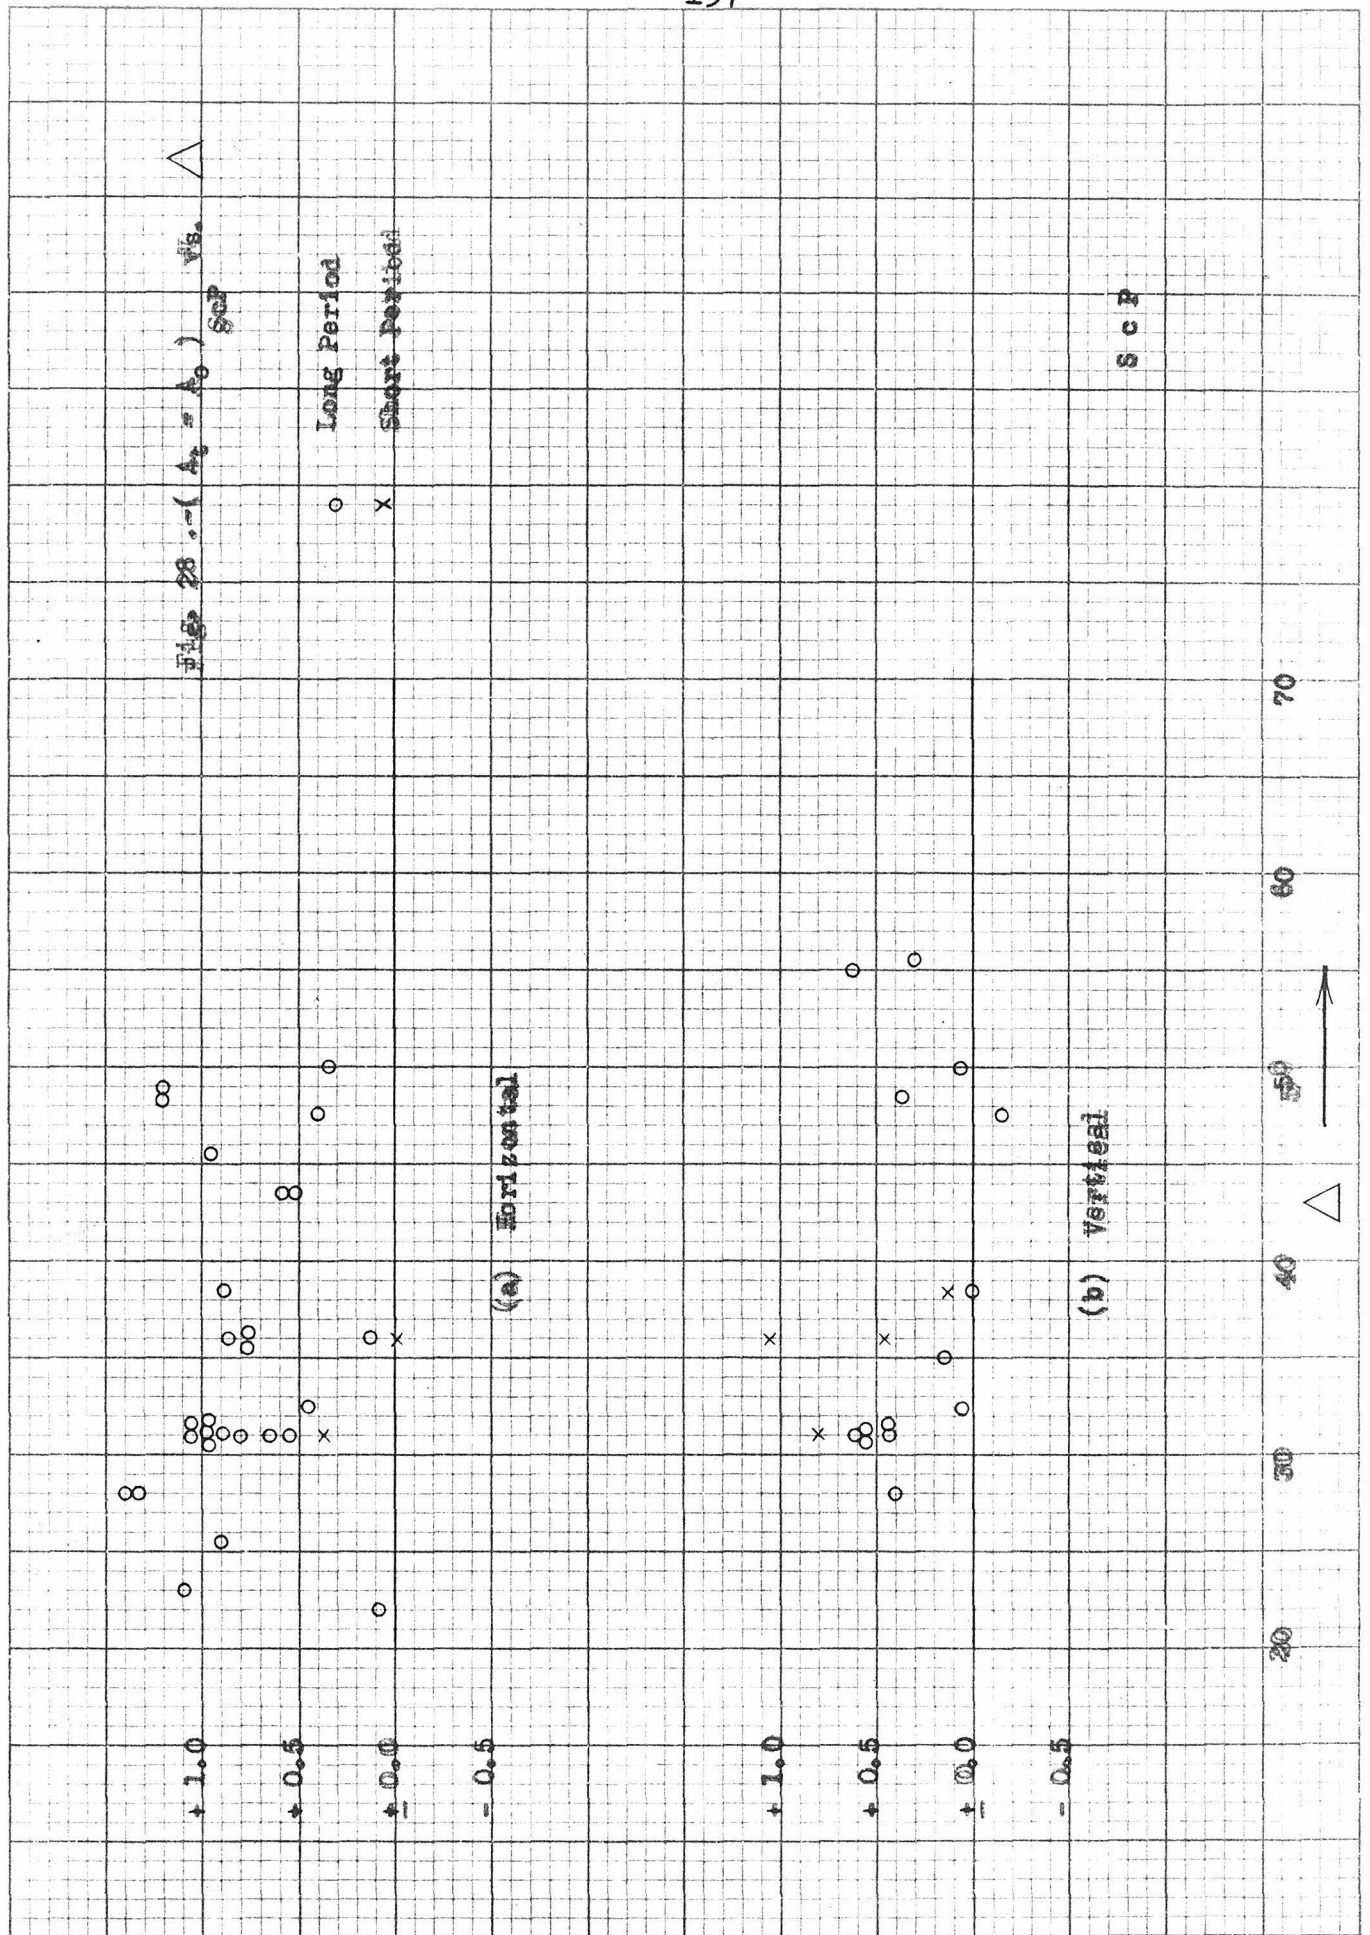 Fig. 28 .-( At = Ao )ScP vs. △
o Long Period
x Short Period
+ 1.0
+ 0.5
± 0.0
- 0.5
(a) Horizontal
+ 1.0
+ 0.5
± 0.0
- 0.5
(b) Vertical
S c P
20 30 40 50 60 70
△